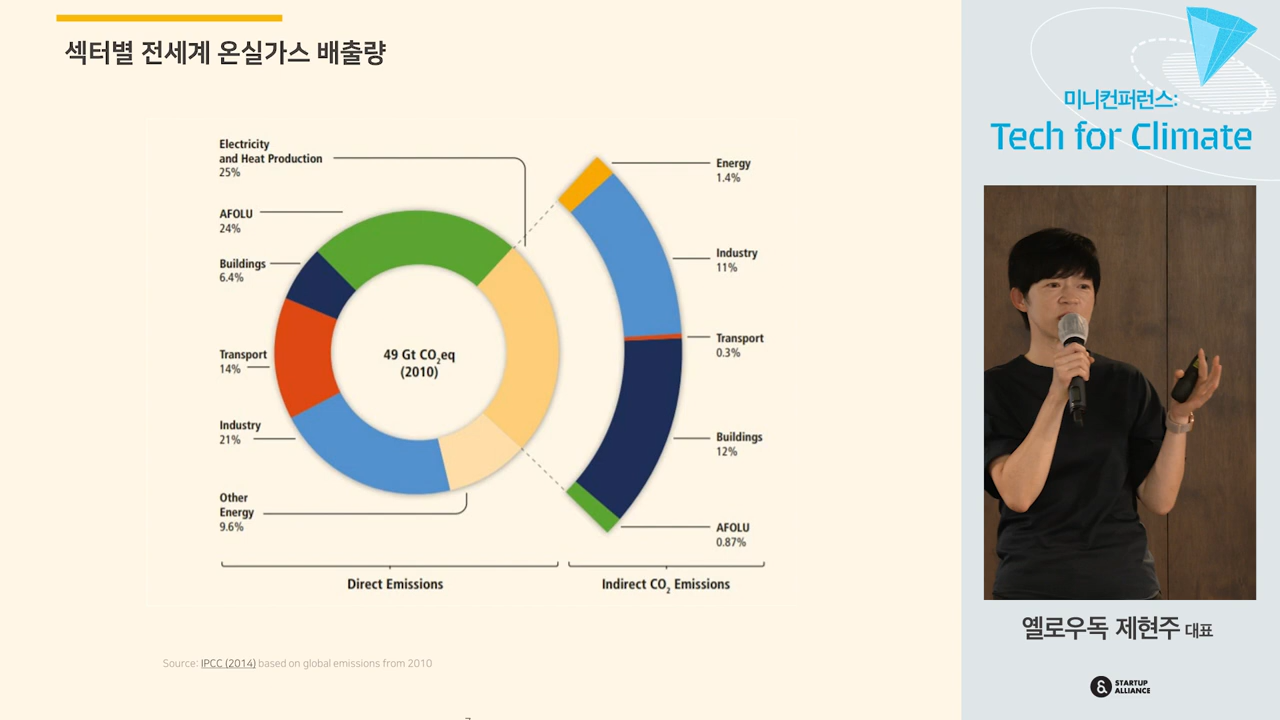 섹터별 전세계 온실가스 배출량
Electricity
and Heat Production
25%
AFOLU
24%
Buildings
6.4%
Transport
14%
Industry
21%
Other
Energy
9.6%
49 Gt CO₂eq
(2010)
Energy
1.4%
Industry
11%
Transport
0.3%
Buildings
12%
AFOLU
0.87%
Direct Emissions
Indirect CO₂ Emissions
Source: IPCC (2014) based on global emissions from 2010
미니컨퍼런스:
Tech for Climate
옐로우독 제현주 대표
STARTUP
ALLIANCE